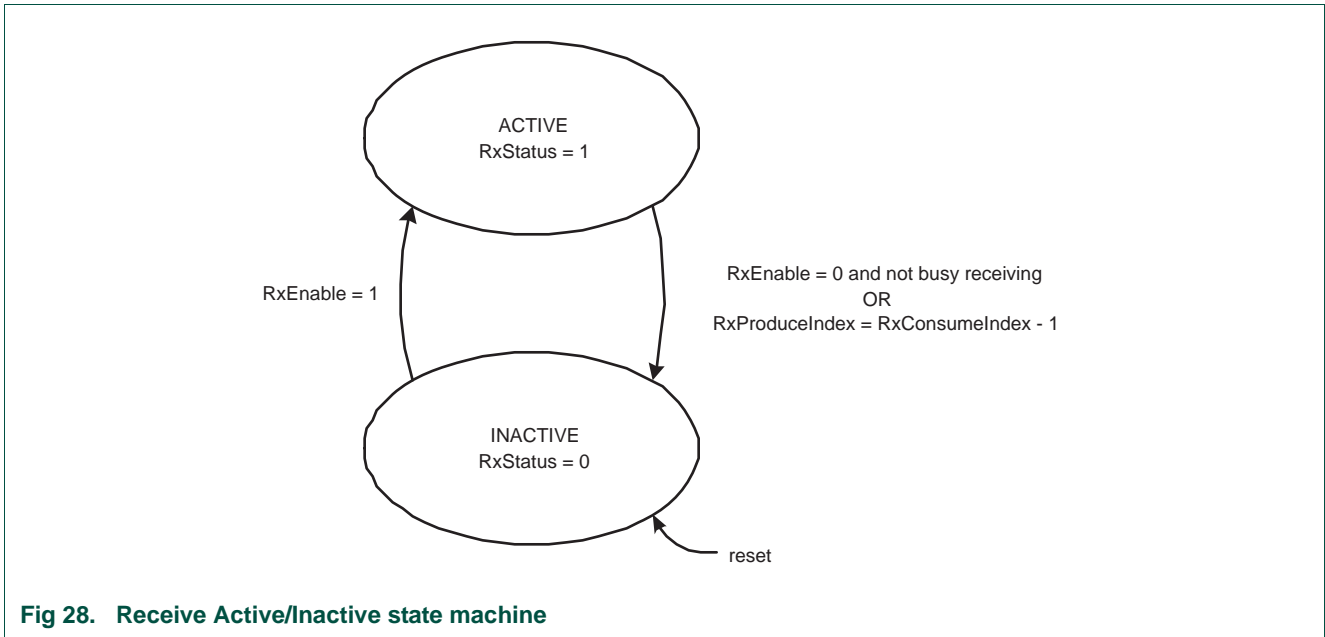 ACTIVE
RxStatus = 1
RxEnable = 1
RxEnable = 0 and not busy receiving
OR
RxProduceIndex = RxConsumeIndex - 1
INACTIVE
RxStatus = 0
reset
Fig 28. Receive Active/Inactive state machine